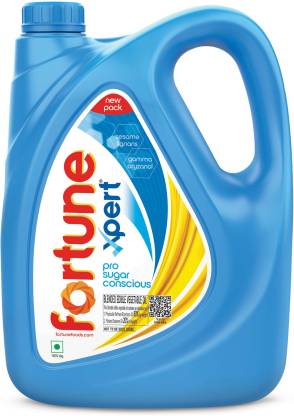 new
pack
sesame
lignans
gamma
oryzanol
fortune
xpert®
pro
sugar
conscious
BLENDED EDIBLE VEGETABLE OIL
fortunefoods.com